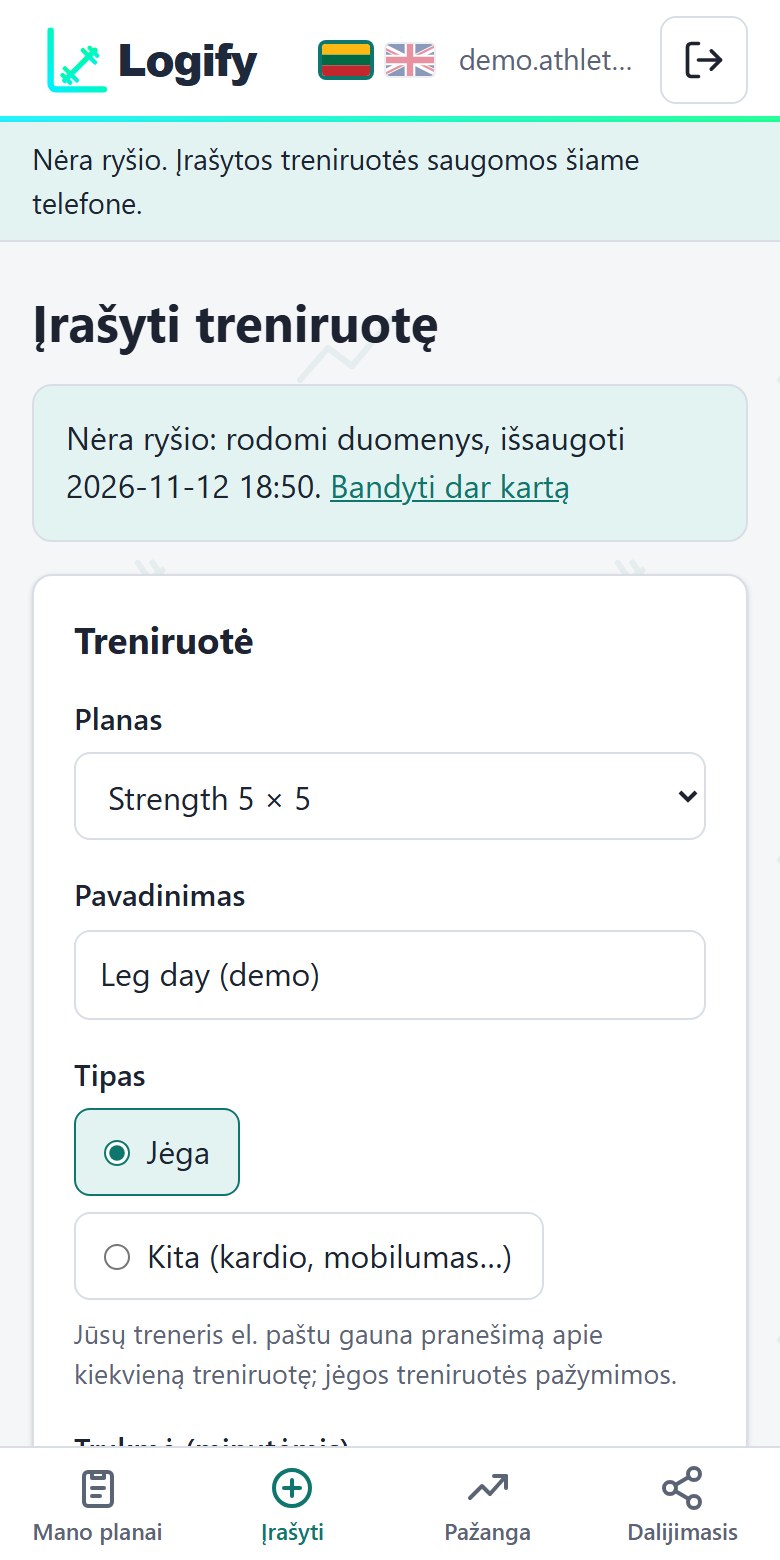 Logify
demo.athlet...
Nėra ryšio. Įrašytos treniruotės saugomos šiame
telefone.
Įrašyti treniruotę
Nėra ryšio: rodomi duomenys, išsaugoti
2026-11-12 18:50. Bandyti dar kartą
Treniruotė
Planas
Strength 5 × 5
Pavadinimas
Leg day (demo)
Tipas
Jėga
Kita (kardio, mobilumas...)
Jūsų treneris el. paštu gauna pranešimą apie
kiekvieną treniruotę; jėgos treniruotės pažymimos.
Trukmė (minutėmis)
Mano planai
Įrašyti
Pažanga
Dalijimasis